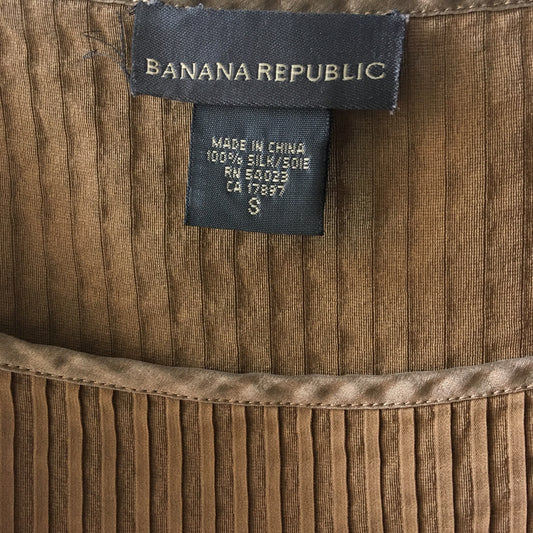 BANANA REPUBLIC
MADE IN CHINA
100% SILK/SOIE
RN 54023
CA 17897
S